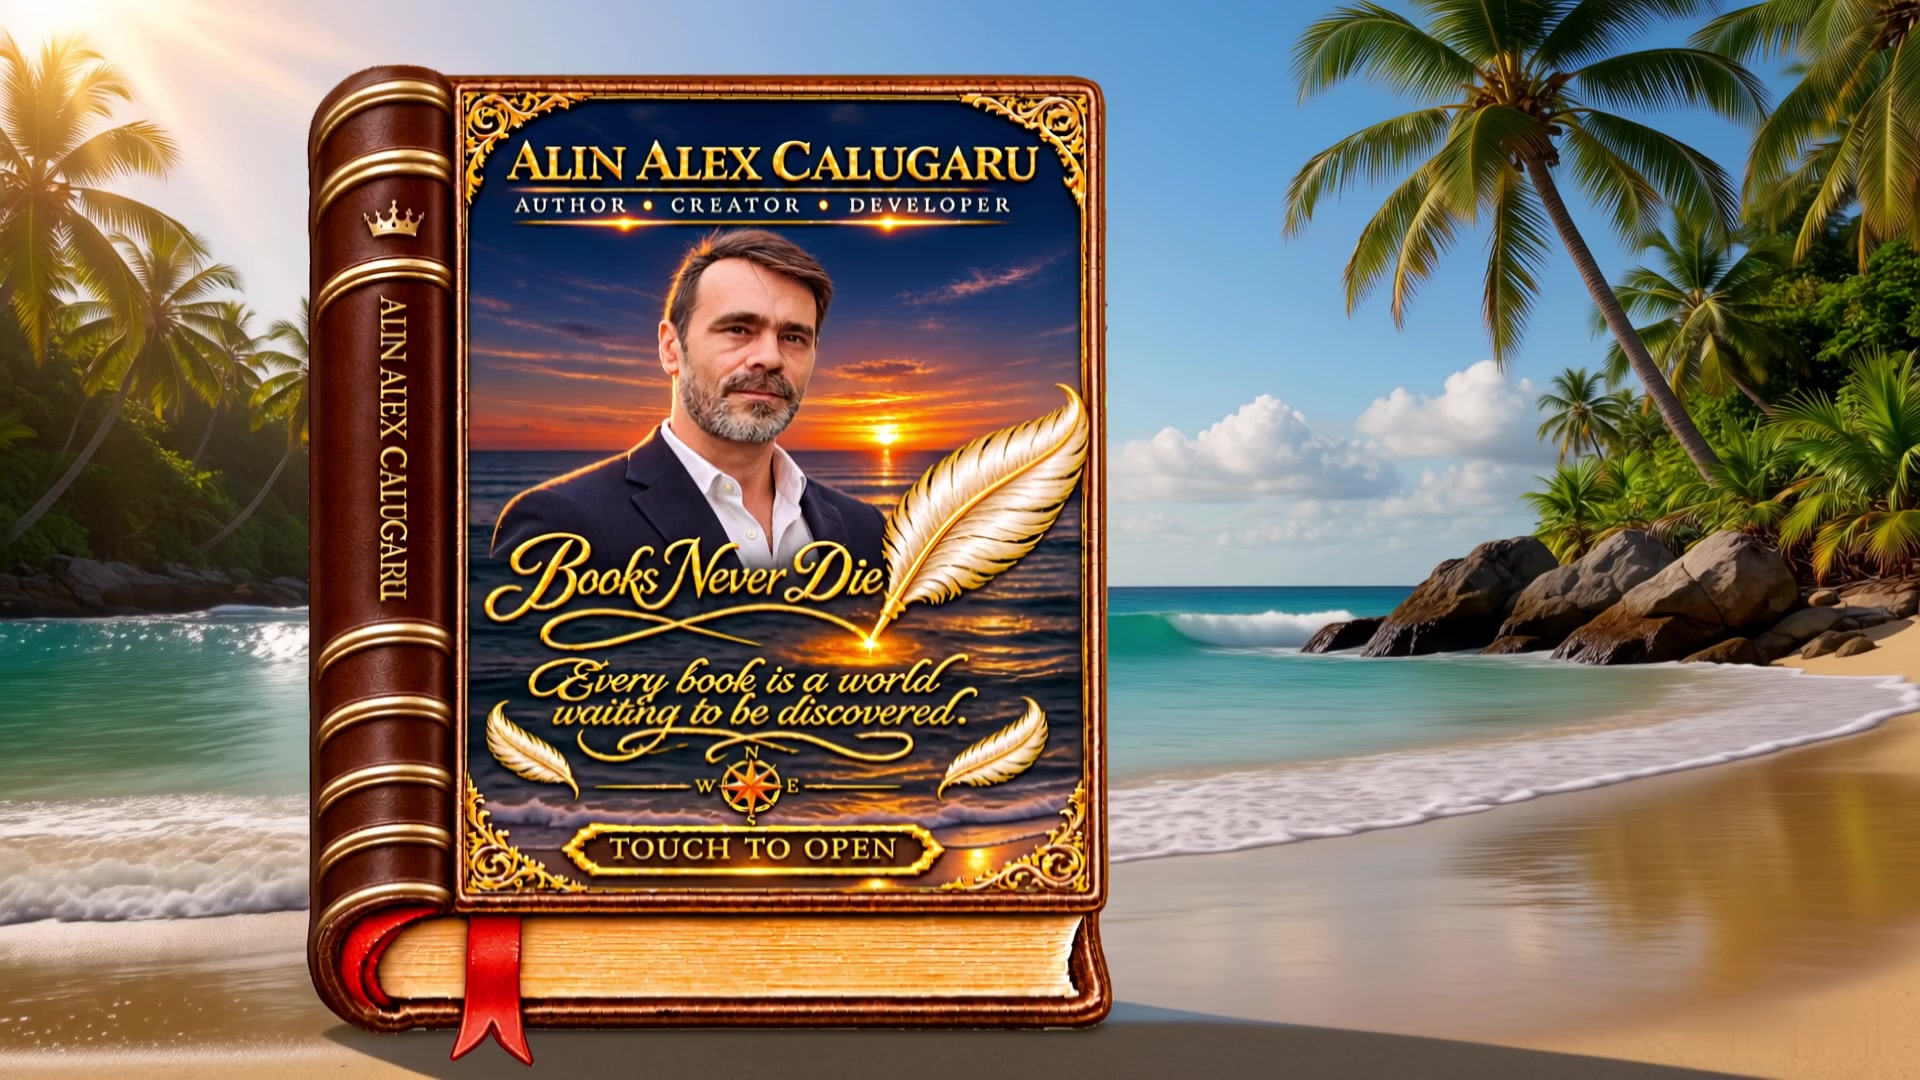 ALIN ALEX CALUGARU
ALIN ALEX CALUGARU
AUTHOR • CREATOR • DEVELOPER
Books Never Die
Every book is a world
waiting to be discovered.
N
W E
S
TOUCH TO OPEN